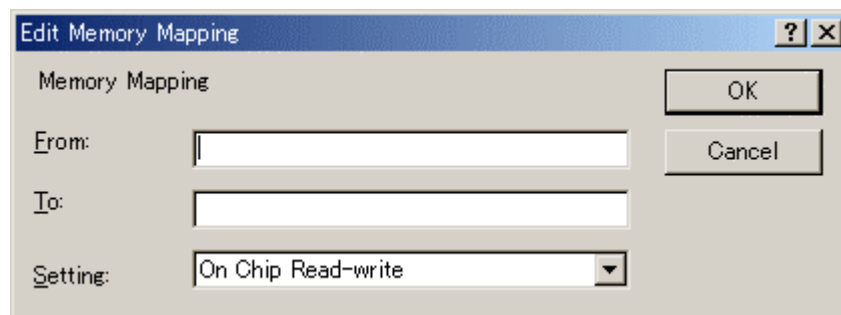 Edit Memory Mapping
Memory Mapping
OK
From:
Cancel
To:
Setting:
On Chip Read-write